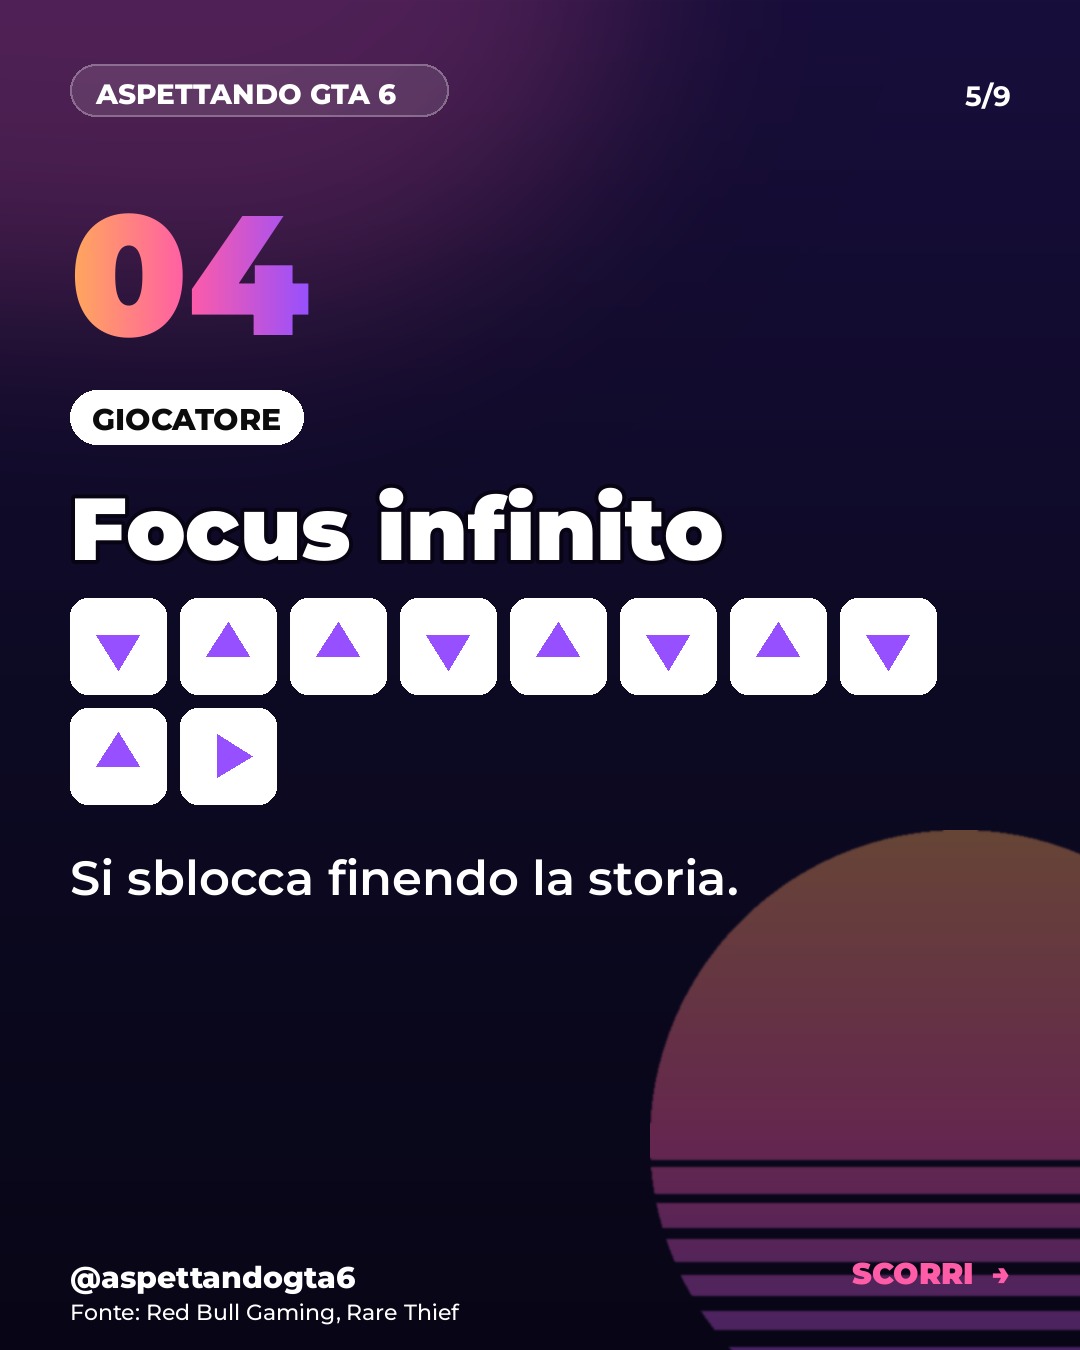 ASPETTANDO GTA 6
5/9
04
GIOCATORE
Focus infinito
Si sblocca finendo la storia.
@aspettandogta6
SCORRI →
Fonte: Red Bull Gaming, Rare Thief